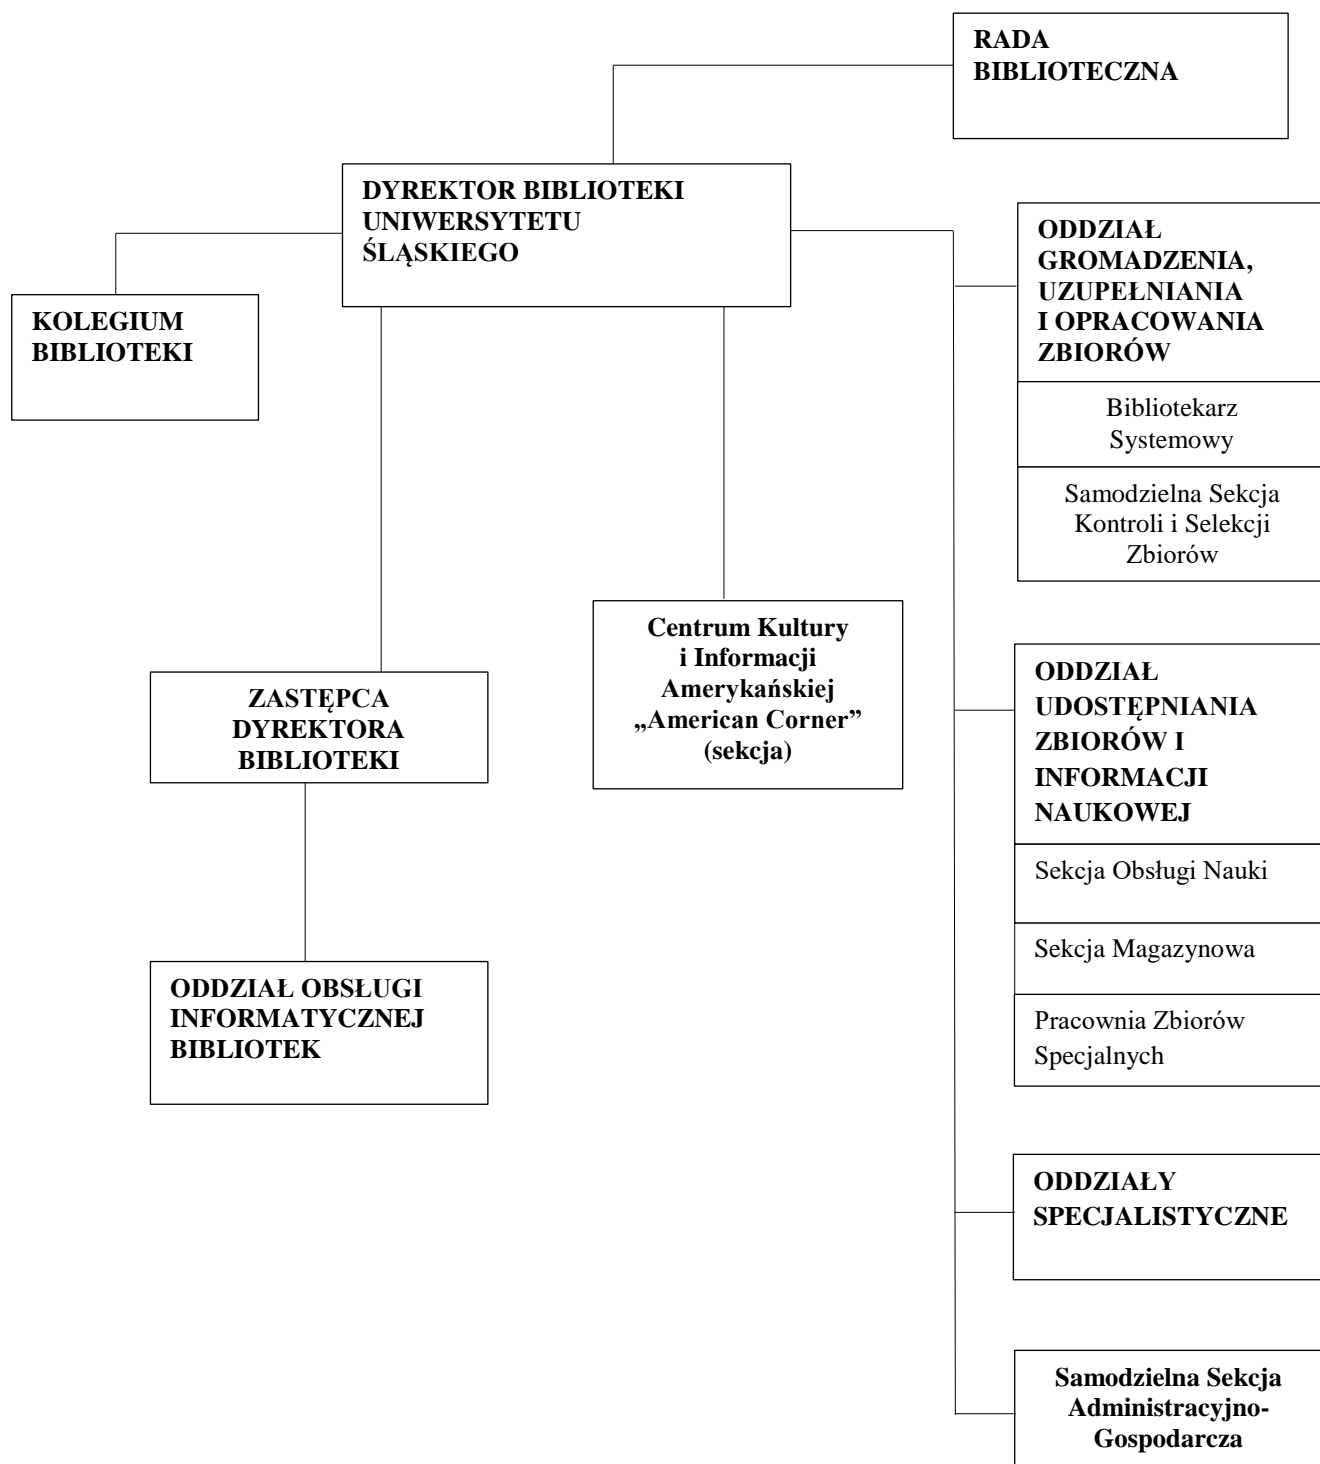 RADA
BIBLIOTECZNA
DYREKTOR BIBLIOTEKI
UNIWERSYTETU
ŚLĄSKIEGO
KOLEGIUM
BIBLIOTEKI
ODDZIAŁ
GROMADZENIA,
UZUPEŁNIANIA
I OPRACOWANIA
ZBIORÓW
Bibliotekarz
Systemowy
Samodzielna Sekcja
Kontroli i Selekcji
Zbiorów
Centrum Kultury
i Informacji
Amerykańskiej
„American Corner”
(sekcja)
ZASTĘPCA
DYREKTORA
BIBLIOTEKI
ODDZIAŁ
UDOSTĘPNIANIA
ZBIORÓW I
INFORMACJI
NAUKOWEJ
Sekcja Obsługi Nauki
Sekcja Magazynowa
Pracownia Zbiorów
Specjalnych
ODDZIAŁ OBSŁUGI
INFORMATYCZNEJ
BIBLIOTEK
ODDZIAŁY
SPECJALISTYCZNE
Samodzielna Sekcja
Administracyjno-
Gospodarcza